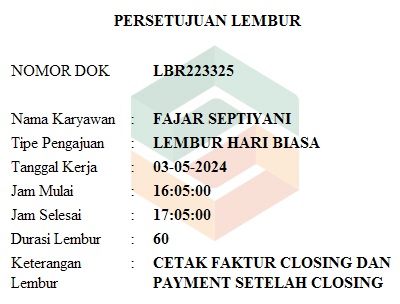 PERSETUJUAN LEMBUR
NOMOR DOK LBR223325
Nama Karyawan : FAJAR SEPTIYANI
Tipe Pengajuan : LEMBUR HARI BIASA
Tanggal Kerja : 03-05-2024
Jam Mulai : 16:05:00
Jam Selesai : 17:05:00
Durasi Lembur : 60
Keterangan : CETAK FAKTUR CLOSING DAN
Lembur PAYMENT SETELAH CLOSING